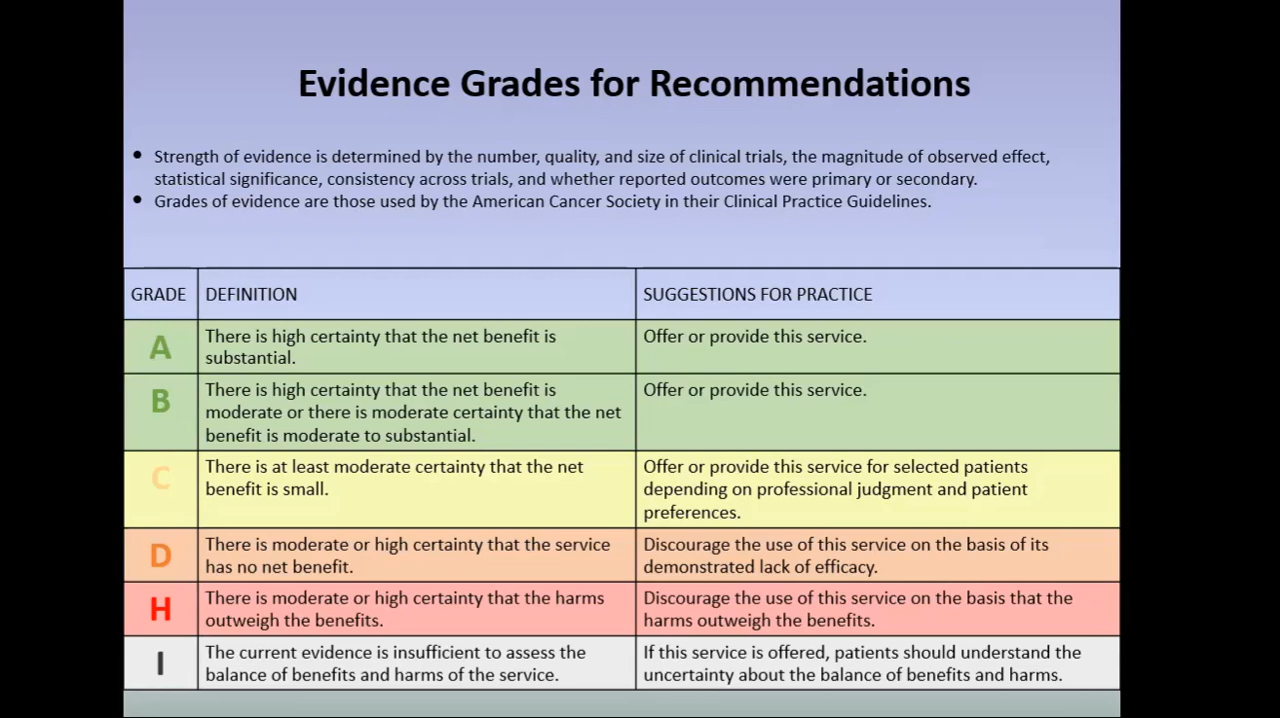 Evidence Grades for Recommendations
• Strength of evidence is determined by the number, quality, and size of clinical trials, the magnitude of observed effect,
statistical significance, consistency across trials, and whether reported outcomes were primary or secondary.
• Grades of evidence are those used by the American Cancer Society in their Clinical Practice Guidelines.
GRADE DEFINITION SUGGESTIONS FOR PRACTICE
A
There is high certainty that the net benefit is
substantial.
Offer or provide this service.
B
There is high certainty that the net benefit is
moderate or there is moderate certainty that the net
benefit is moderate to substantial.
Offer or provide this service.
C
There is at least moderate certainty that the net
benefit is small.
Offer or provide this service for selected patients
depending on professional judgment and patient
preferences.
D
There is moderate or high certainty that the service
has no net benefit.
Discourage the use of this service on the basis of its
demonstrated lack of efficacy.
H
There is moderate or high certainty that the harms
outweigh the benefits.
Discourage the use of this service on the basis that the
harms outweigh the benefits.
I
The current evidence is insufficient to assess the
balance of benefits and harms of the service.
If this service is offered, patients should understand the
uncertainty about the balance of benefits and harms.